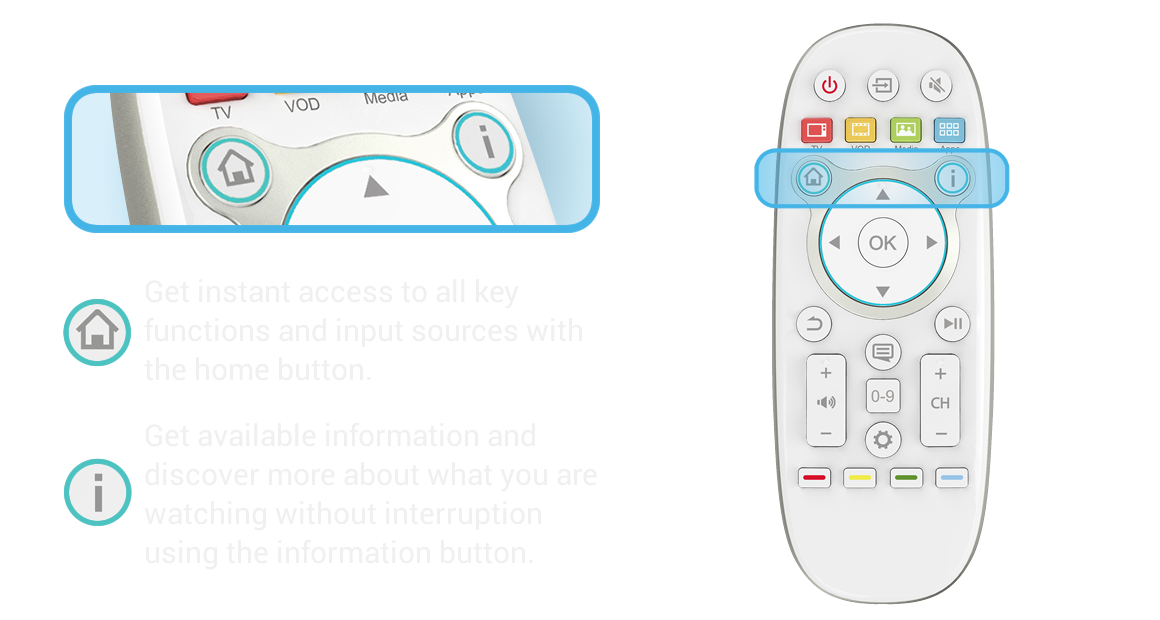 TV
VOD
Media
Apps
Get instant access to all key
functions and input sources with
the home button.
Get available information and
discover more about what you are
watching without interruption
using the information button.
TV
VOD
Media
Apps
OK
0-9
CH